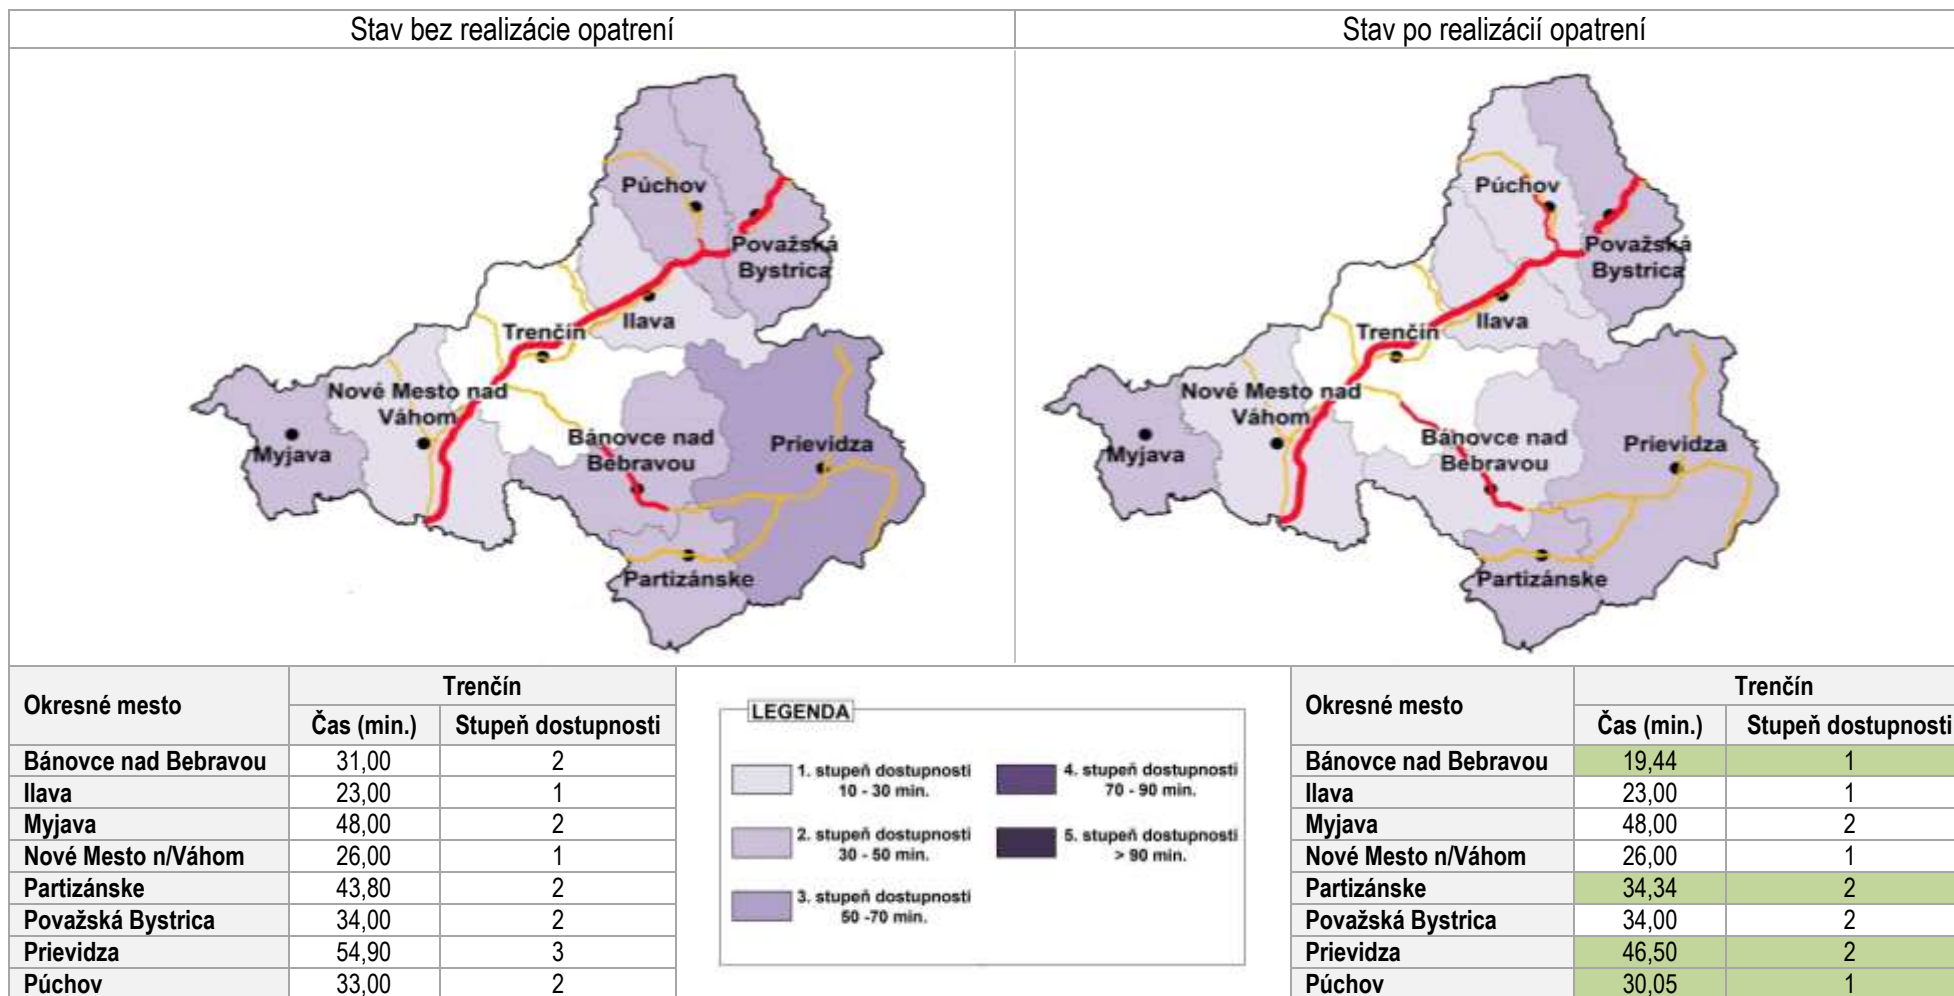 Stav bez realizácie opatrení
Stav po realizácií opatrení
Púchov
Považská
Bystrica
Ilava
Trenčín
Nové Mesto nad
Váhom
Myjava
Bánovce nad
Bebravou
Prievidza
Partizánske
Púchov
Považská
Bystrica
Ilava
Trenčín
Nové Mesto nad
Váhom
Myjava
Bánovce nad
Bebravou
Prievidza
Partizánske
Okresné mesto Trenčín
Čas (min.) Stupeň dostupnosti
Bánovce nad Bebravou 31,00 2
Ilava 23,00 1
Myjava 48,00 2
Nové Mesto n/Váhom 26,00 1
Partizánske 43,80 2
Považská Bystrica 34,00 2
Prievidza 54,90 3
Púchov 33,00 2
LEGENDA
1. stupeň dostupnosti
10 - 30 min.
2. stupeň dostupnosti
30 - 50 min.
3. stupeň dostupnosti
50 -70 min.
4. stupeň dostupnosti
70 - 90 min.
5. stupeň dostupnosti
> 90 min.
Okresné mesto Trenčín
Čas (min.) Stupeň dostupnosti
Bánovce nad Bebravou 19,44 1
Ilava 23,00 1
Myjava 48,00 2
Nové Mesto n/Váhom 26,00 1
Partizánske 34,34 2
Považská Bystrica 34,00 2
Prievidza 46,50 2
Púchov 30,05 1